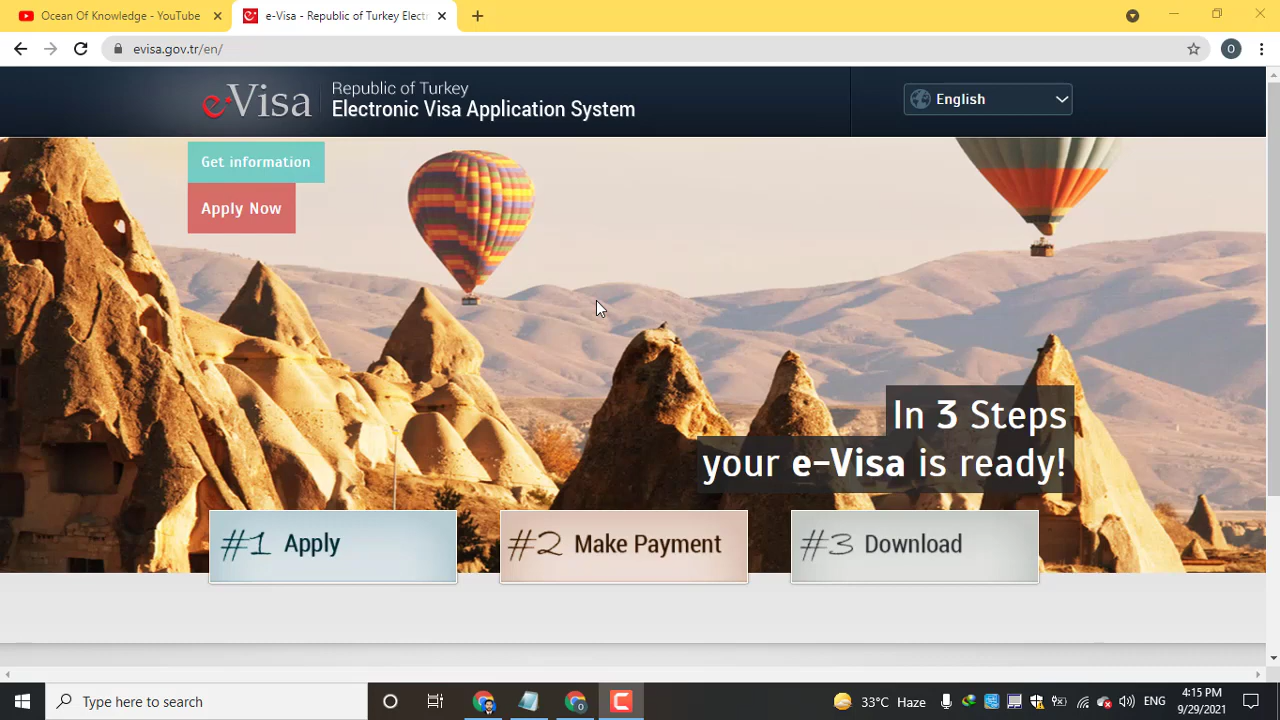 Ocean Of Knowledge - YouTube
e-Visa - Republic of Turkey Elect
evisa.gov.tr/en/
O
e-Visa
Republic of Turkey
Electronic Visa Application System
English
Get information
Apply Now
In 3 Steps
your e-Visa is ready!
#1 Apply
#2 Make Payment
#3 Download
Type here to search
33°C Haze
ENG
4:15 PM
9/29/2021